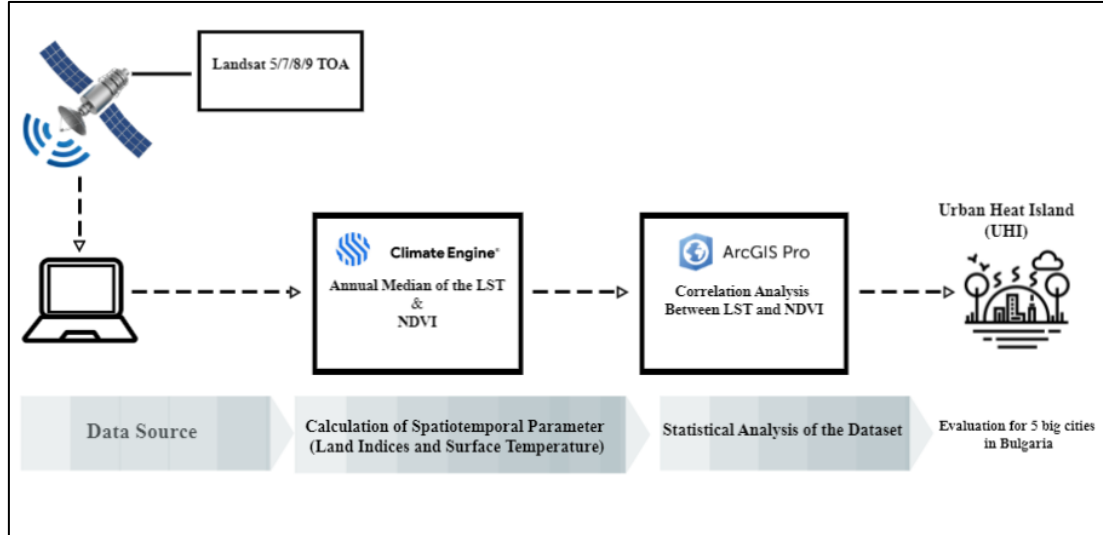 Landsat 5/7/8/9 TOA
Climate Engine®
Annual Median of the LST
&
NDVI
ArcGIS Pro
Correlation Analysis
Between LST and NDVI
Urban Heat Island
(UHI)
Data Source
Calculation of Spatiotemporal Parameter
(Land Indices and Surface Temperature)
Statistical Analysis of the Dataset
Evaluation for 5 big cities
in Bulgaria